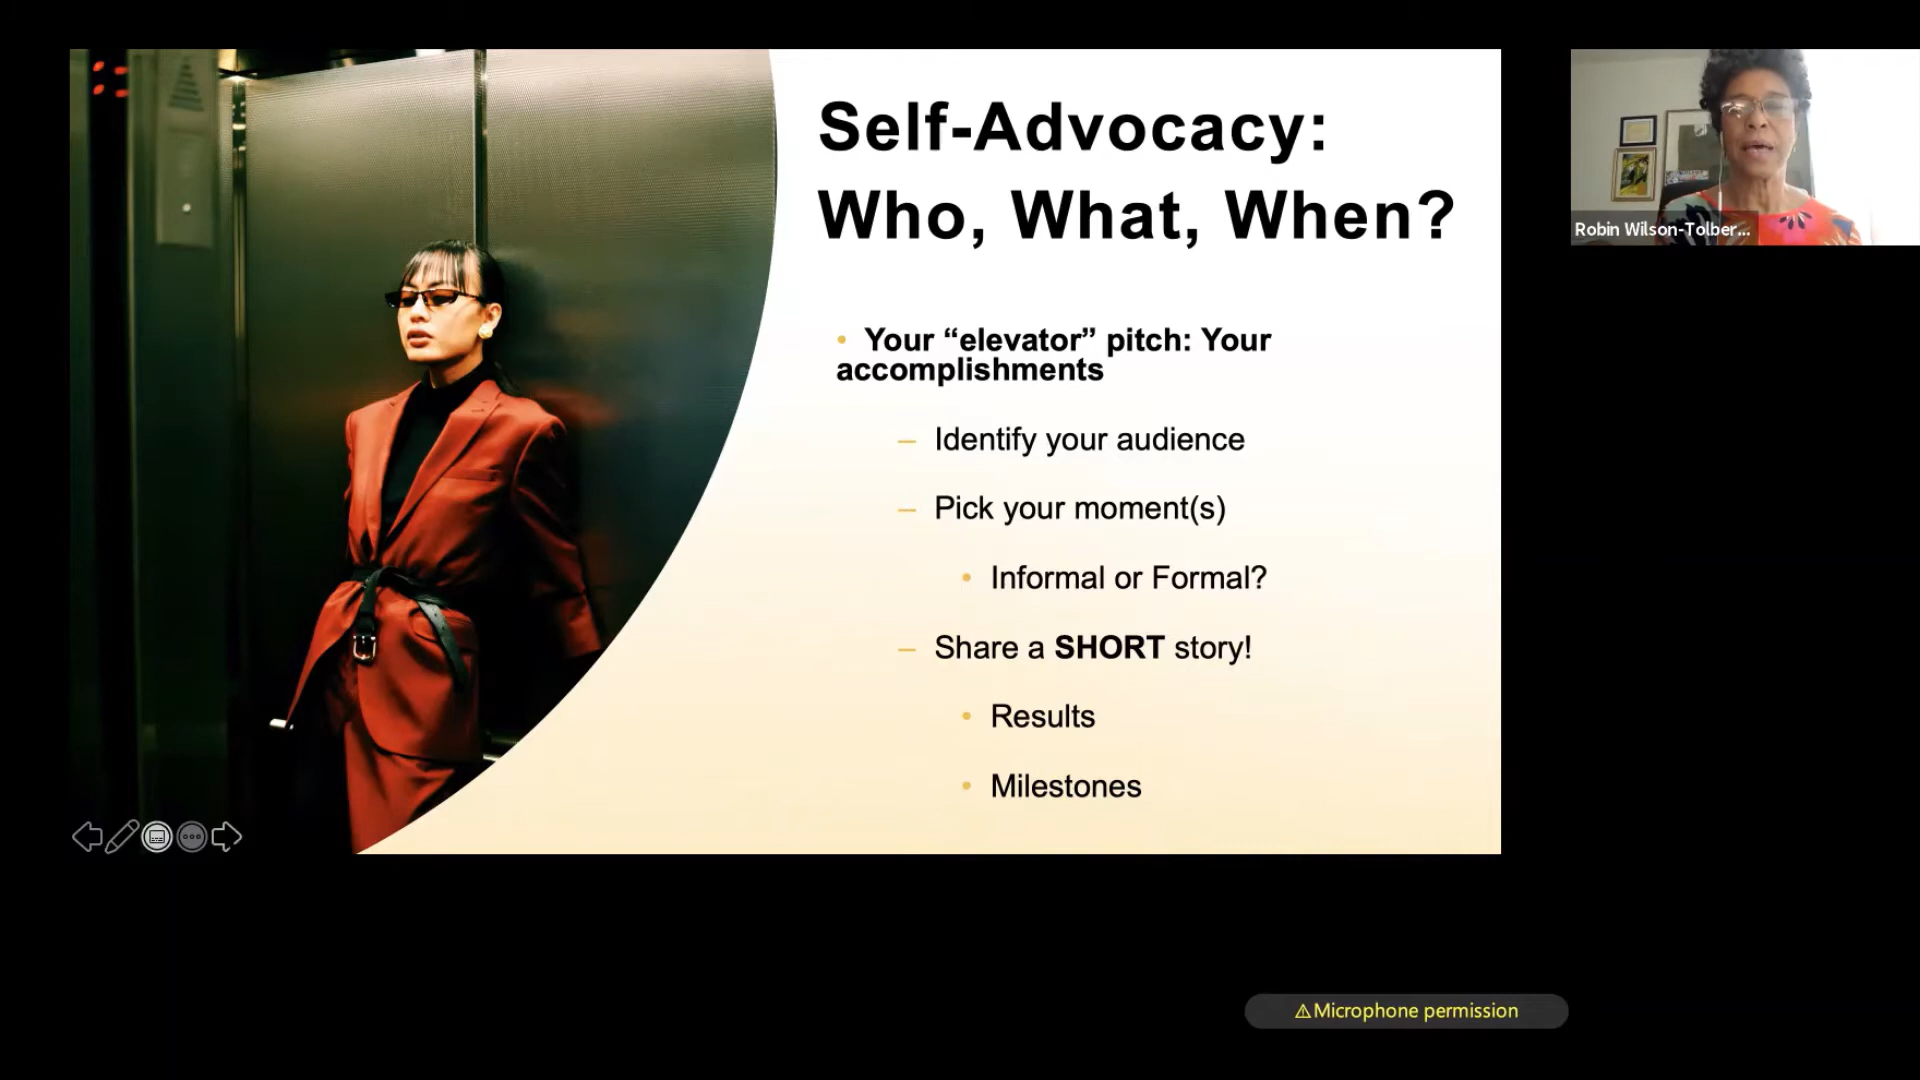 Self-Advocacy:
Who, What, When?
• Your “elevator” pitch: Your
accomplishments
– Identify your audience
– Pick your moment(s)
• Informal or Formal?
– Share a SHORT story!
• Results
• Milestones
Robin Wilson-Tolber...
⚠Microphone permission